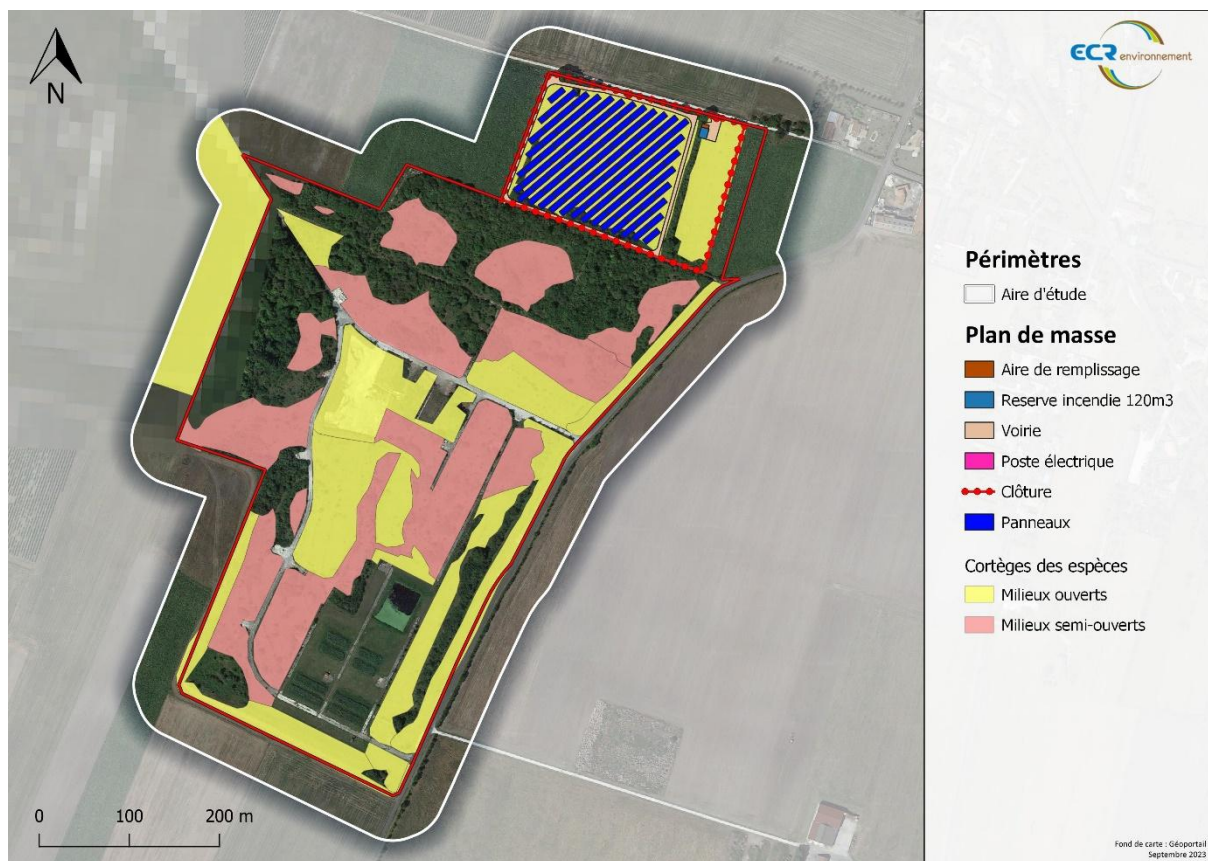 N
ECR environnement
Périmètres
Aire d'étude
Plan de masse
Aire de remplissage
Reserve incendie 120m3
Voirie
Poste électrique
Clôture
Panneaux
Cortèges des espèces
Milieux ouverts
Milieux semi-ouverts
0 100 200 m
Fond de carte : Géoportail
Septembre 2023